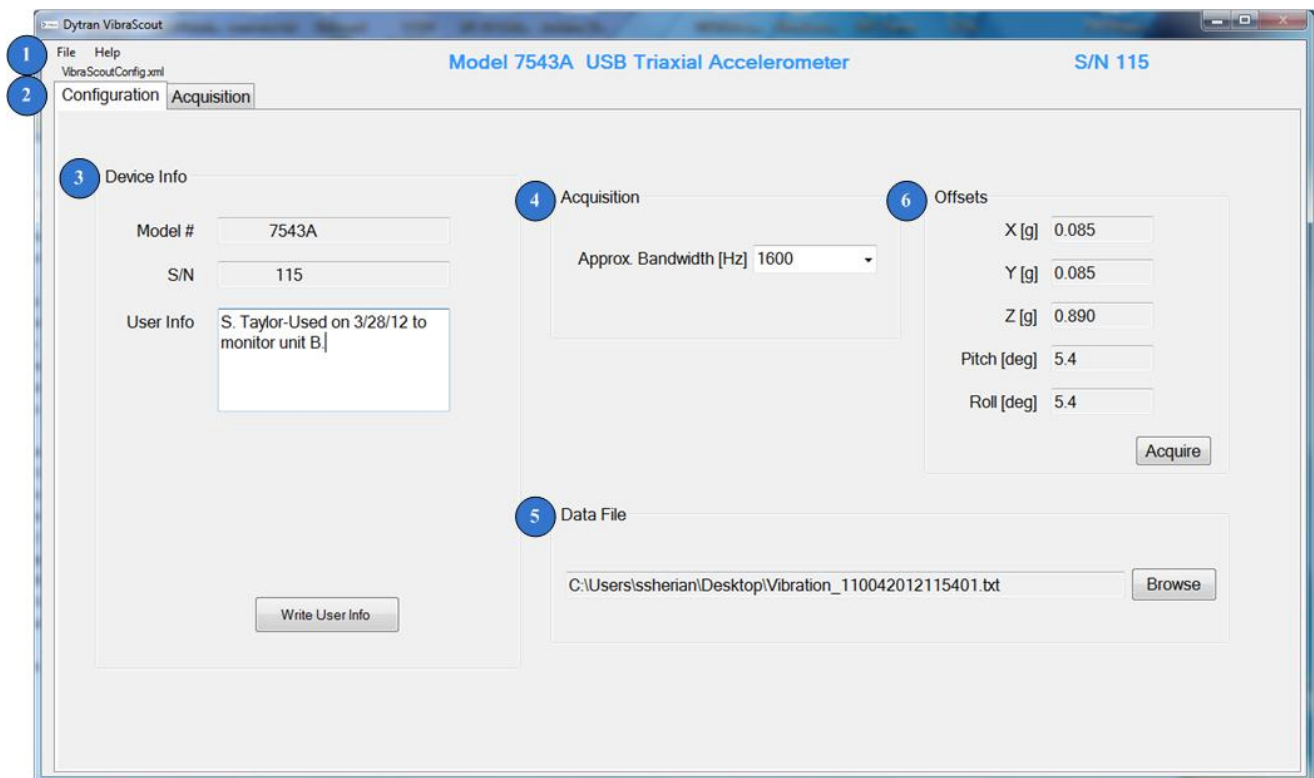 Dytran VibraScout
1
File Help
VibraScoutConfig.xml
Model 7543A USB Triaxial Accelerometer
S/N 115
2
Configuration Acquisition
3
Device Info
Model # 7543A
S/N 115
User Info
S. Taylor-Used on 3/28/12 to
monitor unit B.
Write User Info
4
Acquisition
Approx. Bandwidth [Hz] 1600
6
Offsets
X [g] 0.085
Y [g] 0.085
Z [g] 0.890
Pitch [deg] 5.4
Roll [deg] 5.4
Acquire
5
Data File
C:\Users\ssherian\Desktop\Vibration_110042012115401.txt
Browse